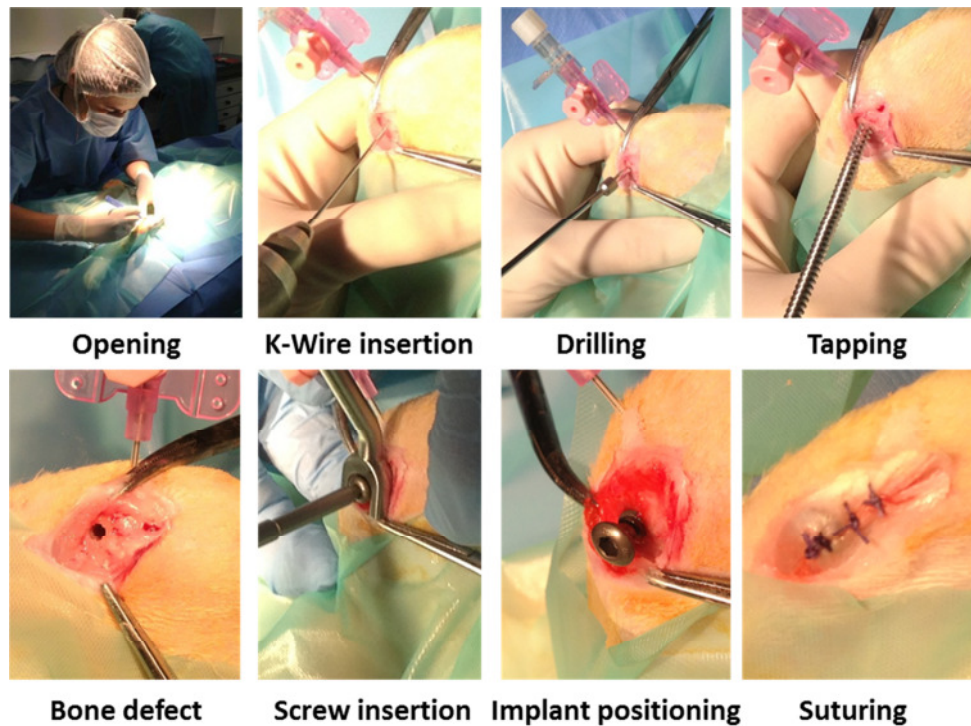 Opening
K-Wire insertion
Drilling
Tapping
Bone defect
Screw insertion
Implant positioning
Suturing